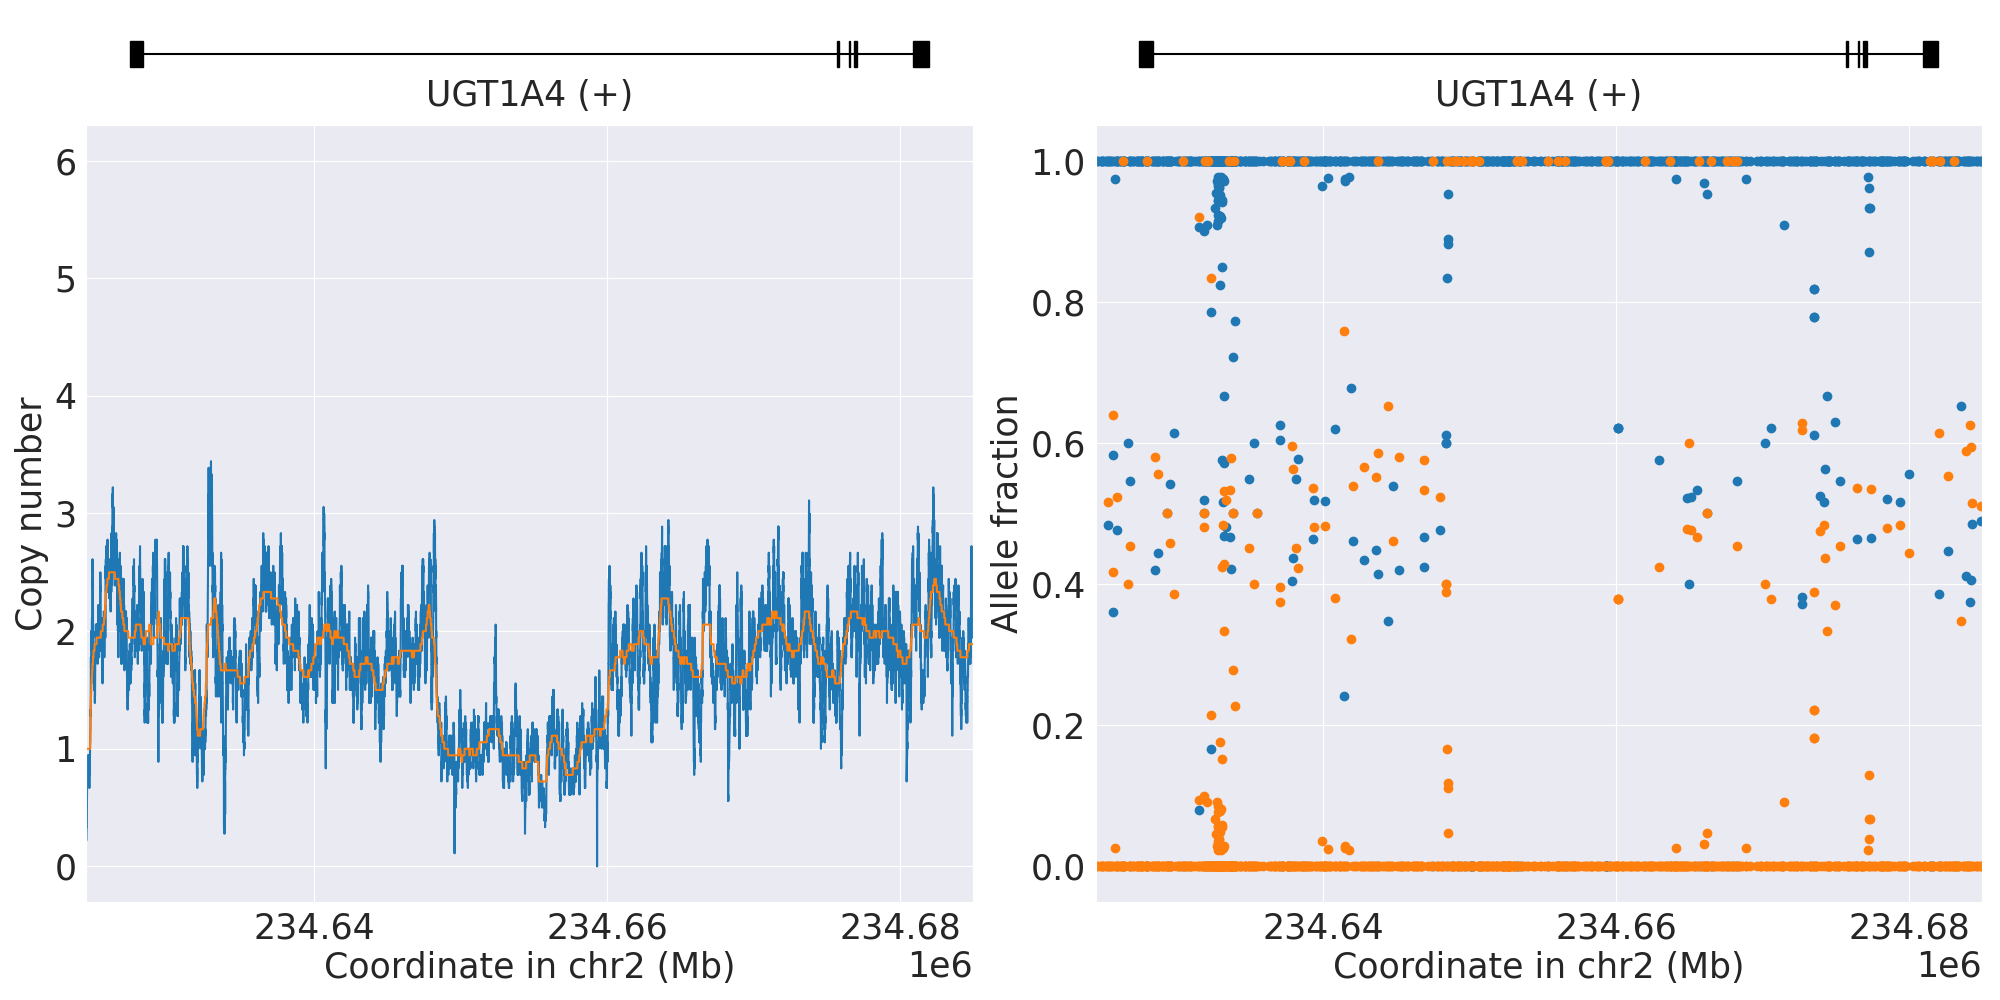 UGT1A4 (+)
6
5
4
3
2
1
0
Copy number
234.64
234.66
234.68
Coordinate in chr2 (Mb)
1e6
UGT1A4 (+)
1.0
0.8
0.6
0.4
0.2
0.0
Allele fraction
234.64
234.66
234.68
Coordinate in chr2 (Mb)
1e6